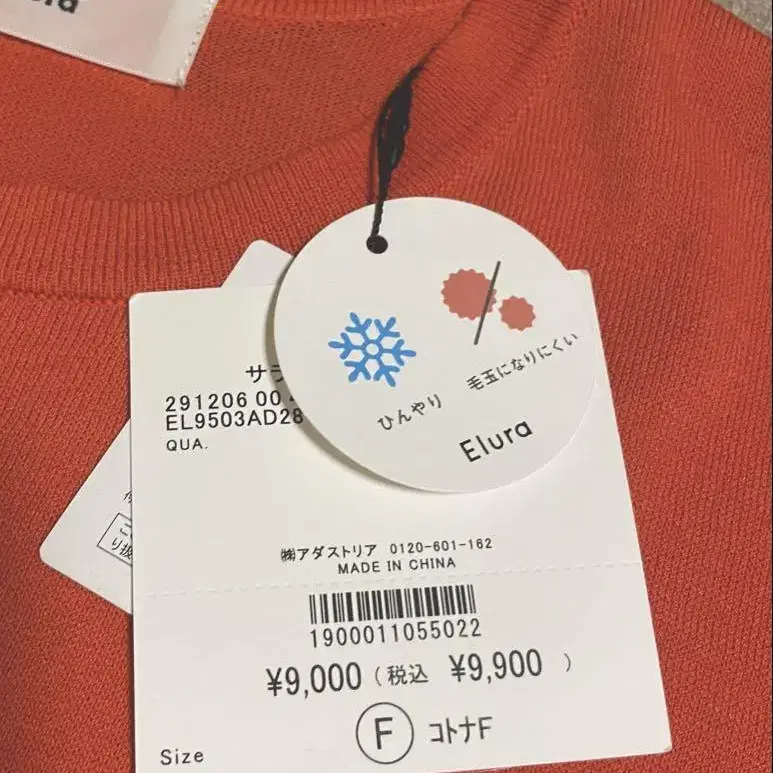 サラ
291206 00
EL9503AD28
QUA.
ひんやり
毛玉になりにくい
Elura
㈱アダストリア 0120-601-162
MADE IN CHINA
1900011055022
¥9,000(税込 ¥9,900 )
F コトナF
Size